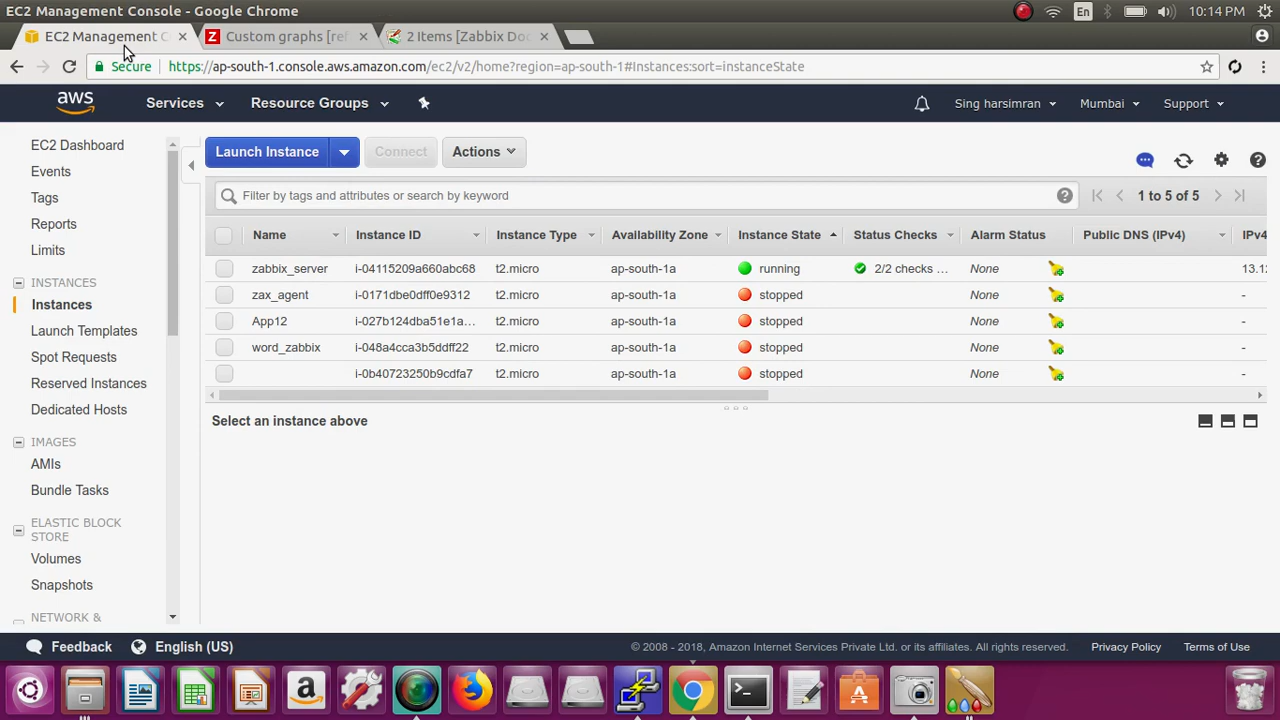 EC2 Management Console - Google Chrome
En
10:14 PM
EC2 Management C
Custom graphs [ref
2 Items [Zabbix Doc
Secure
https://ap-south-1.console.aws.amazon.com/ec2/v2/home?region=ap-south-1#Instances:sort=instanceState
aws
Services
Resource Groups
Sing harsimran
Mumbai
Support
EC2 Dashboard
Events
Tags
Reports
Limits
INSTANCES
Instances
Launch Templates
Spot Requests
Reserved Instances
Dedicated Hosts
IMAGES
AMIs
Bundle Tasks
ELASTIC BLOCK
STORE
Volumes
Snapshots
NETWORK &
Launch Instance
Connect
Actions
Filter by tags and attributes or search by keyword
1 to 5 of 5
Name Instance ID Instance Type Availability Zone Instance State Status Checks Alarm Status Public DNS (IPv4) IPv4
zabbix_server i-04115209a660abc68 t2.micro ap-south-1a running 2/2 checks ... None 13.12
zax_agent i-0171dbe0dff0e9312 t2.micro ap-south-1a stopped None -
App12 i-027b124dba51e1a... t2.micro ap-south-1a stopped None -
word_zabbix i-048a4cca3b5ddff22 t2.micro ap-south-1a stopped None -
i-0b40723250b9cdfa7 t2.micro ap-south-1a stopped None -
Select an instance above
Feedback
English (US)
© 2008 - 2018, Amazon Internet Services Private Ltd. or its affiliates. All rights reserved.
Privacy Policy
Terms of Use